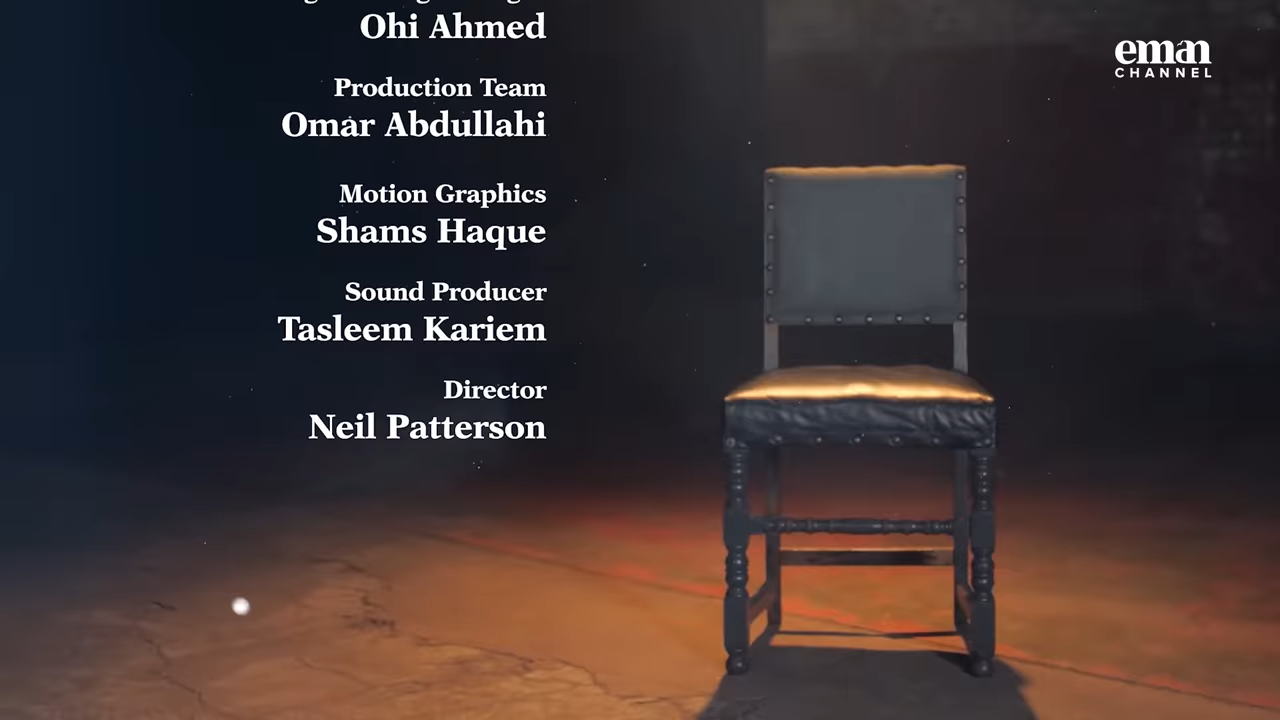 Ohi Ahmed
Production Team
Omar Abdullahi
Motion Graphics
Shams Haque
Sound Producer
Tasleem Kariem
Director
Neil Patterson
eman
CHANNEL